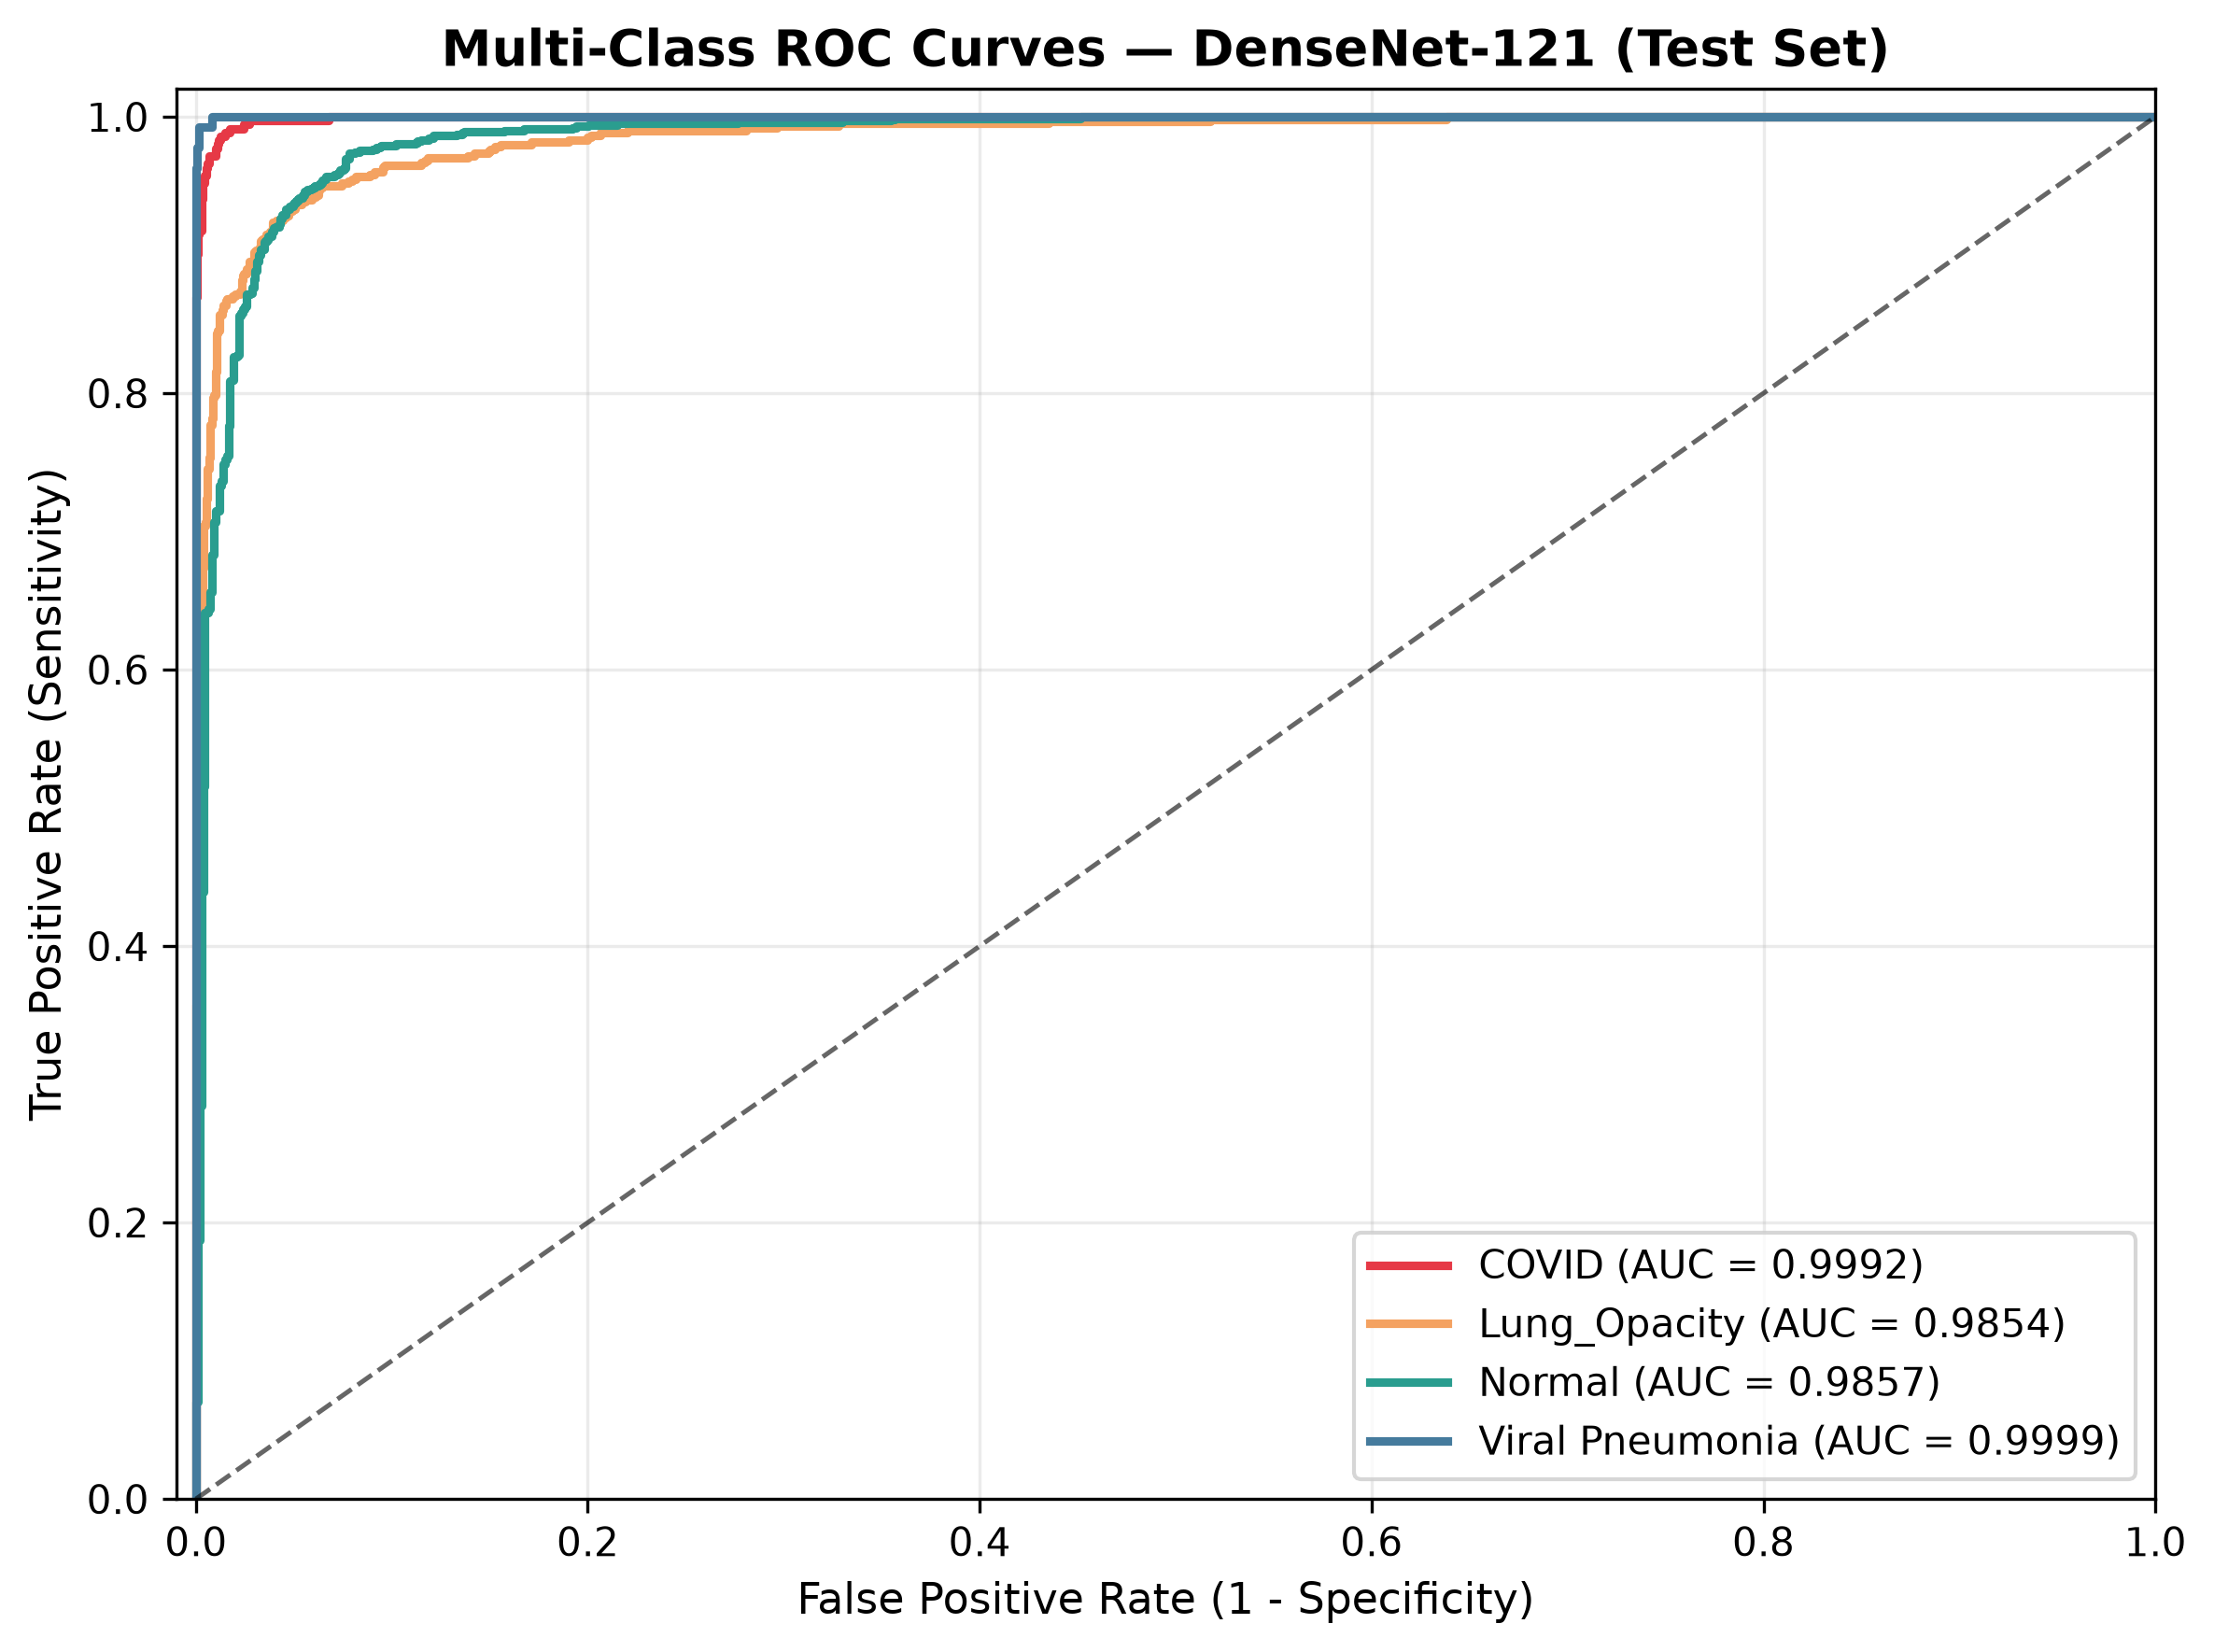 Multi-Class ROC Curves — DenseNet-121 (Test Set)
True Positive Rate (Sensitivity)
1.0
0.8
0.6
0.4
0.2
0.0
COVID (AUC = 0.9992)
Lung_Opacity (AUC = 0.9854)
Normal (AUC = 0.9857)
Viral Pneumonia (AUC = 0.9999)
0.0 0.2 0.4 0.6 0.8 1.0
False Positive Rate (1 - Specificity)